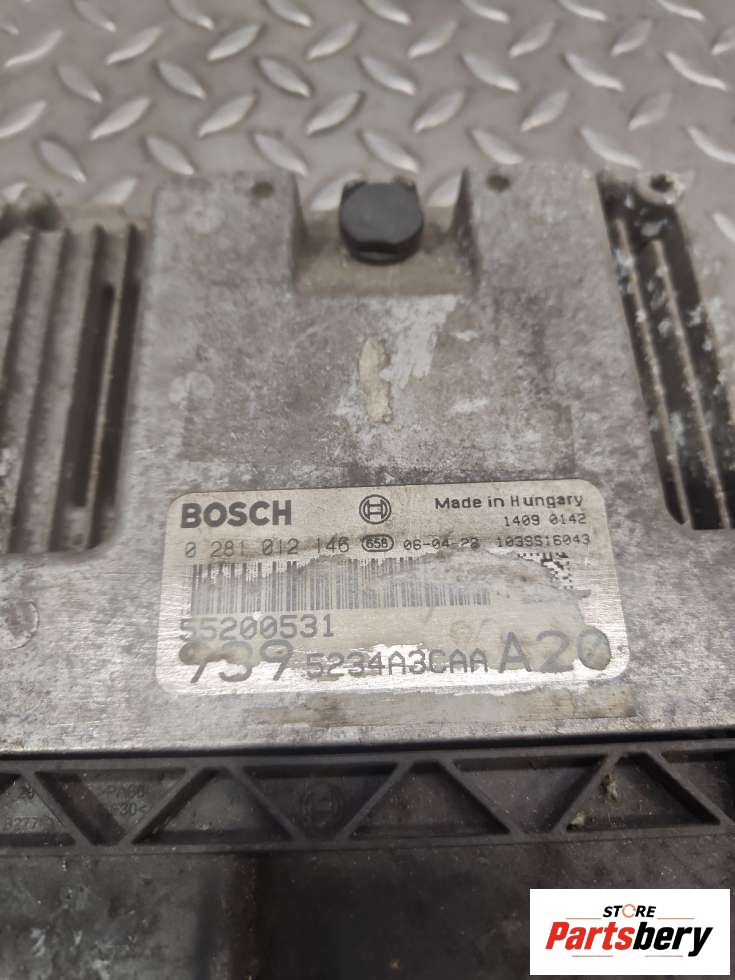 BOSCH Made in Hungary
1409 0142
0 281 012 146 658 06-04-28 1039S16043
55200531
939 5234A3CAA A20
STORE
Partsbery